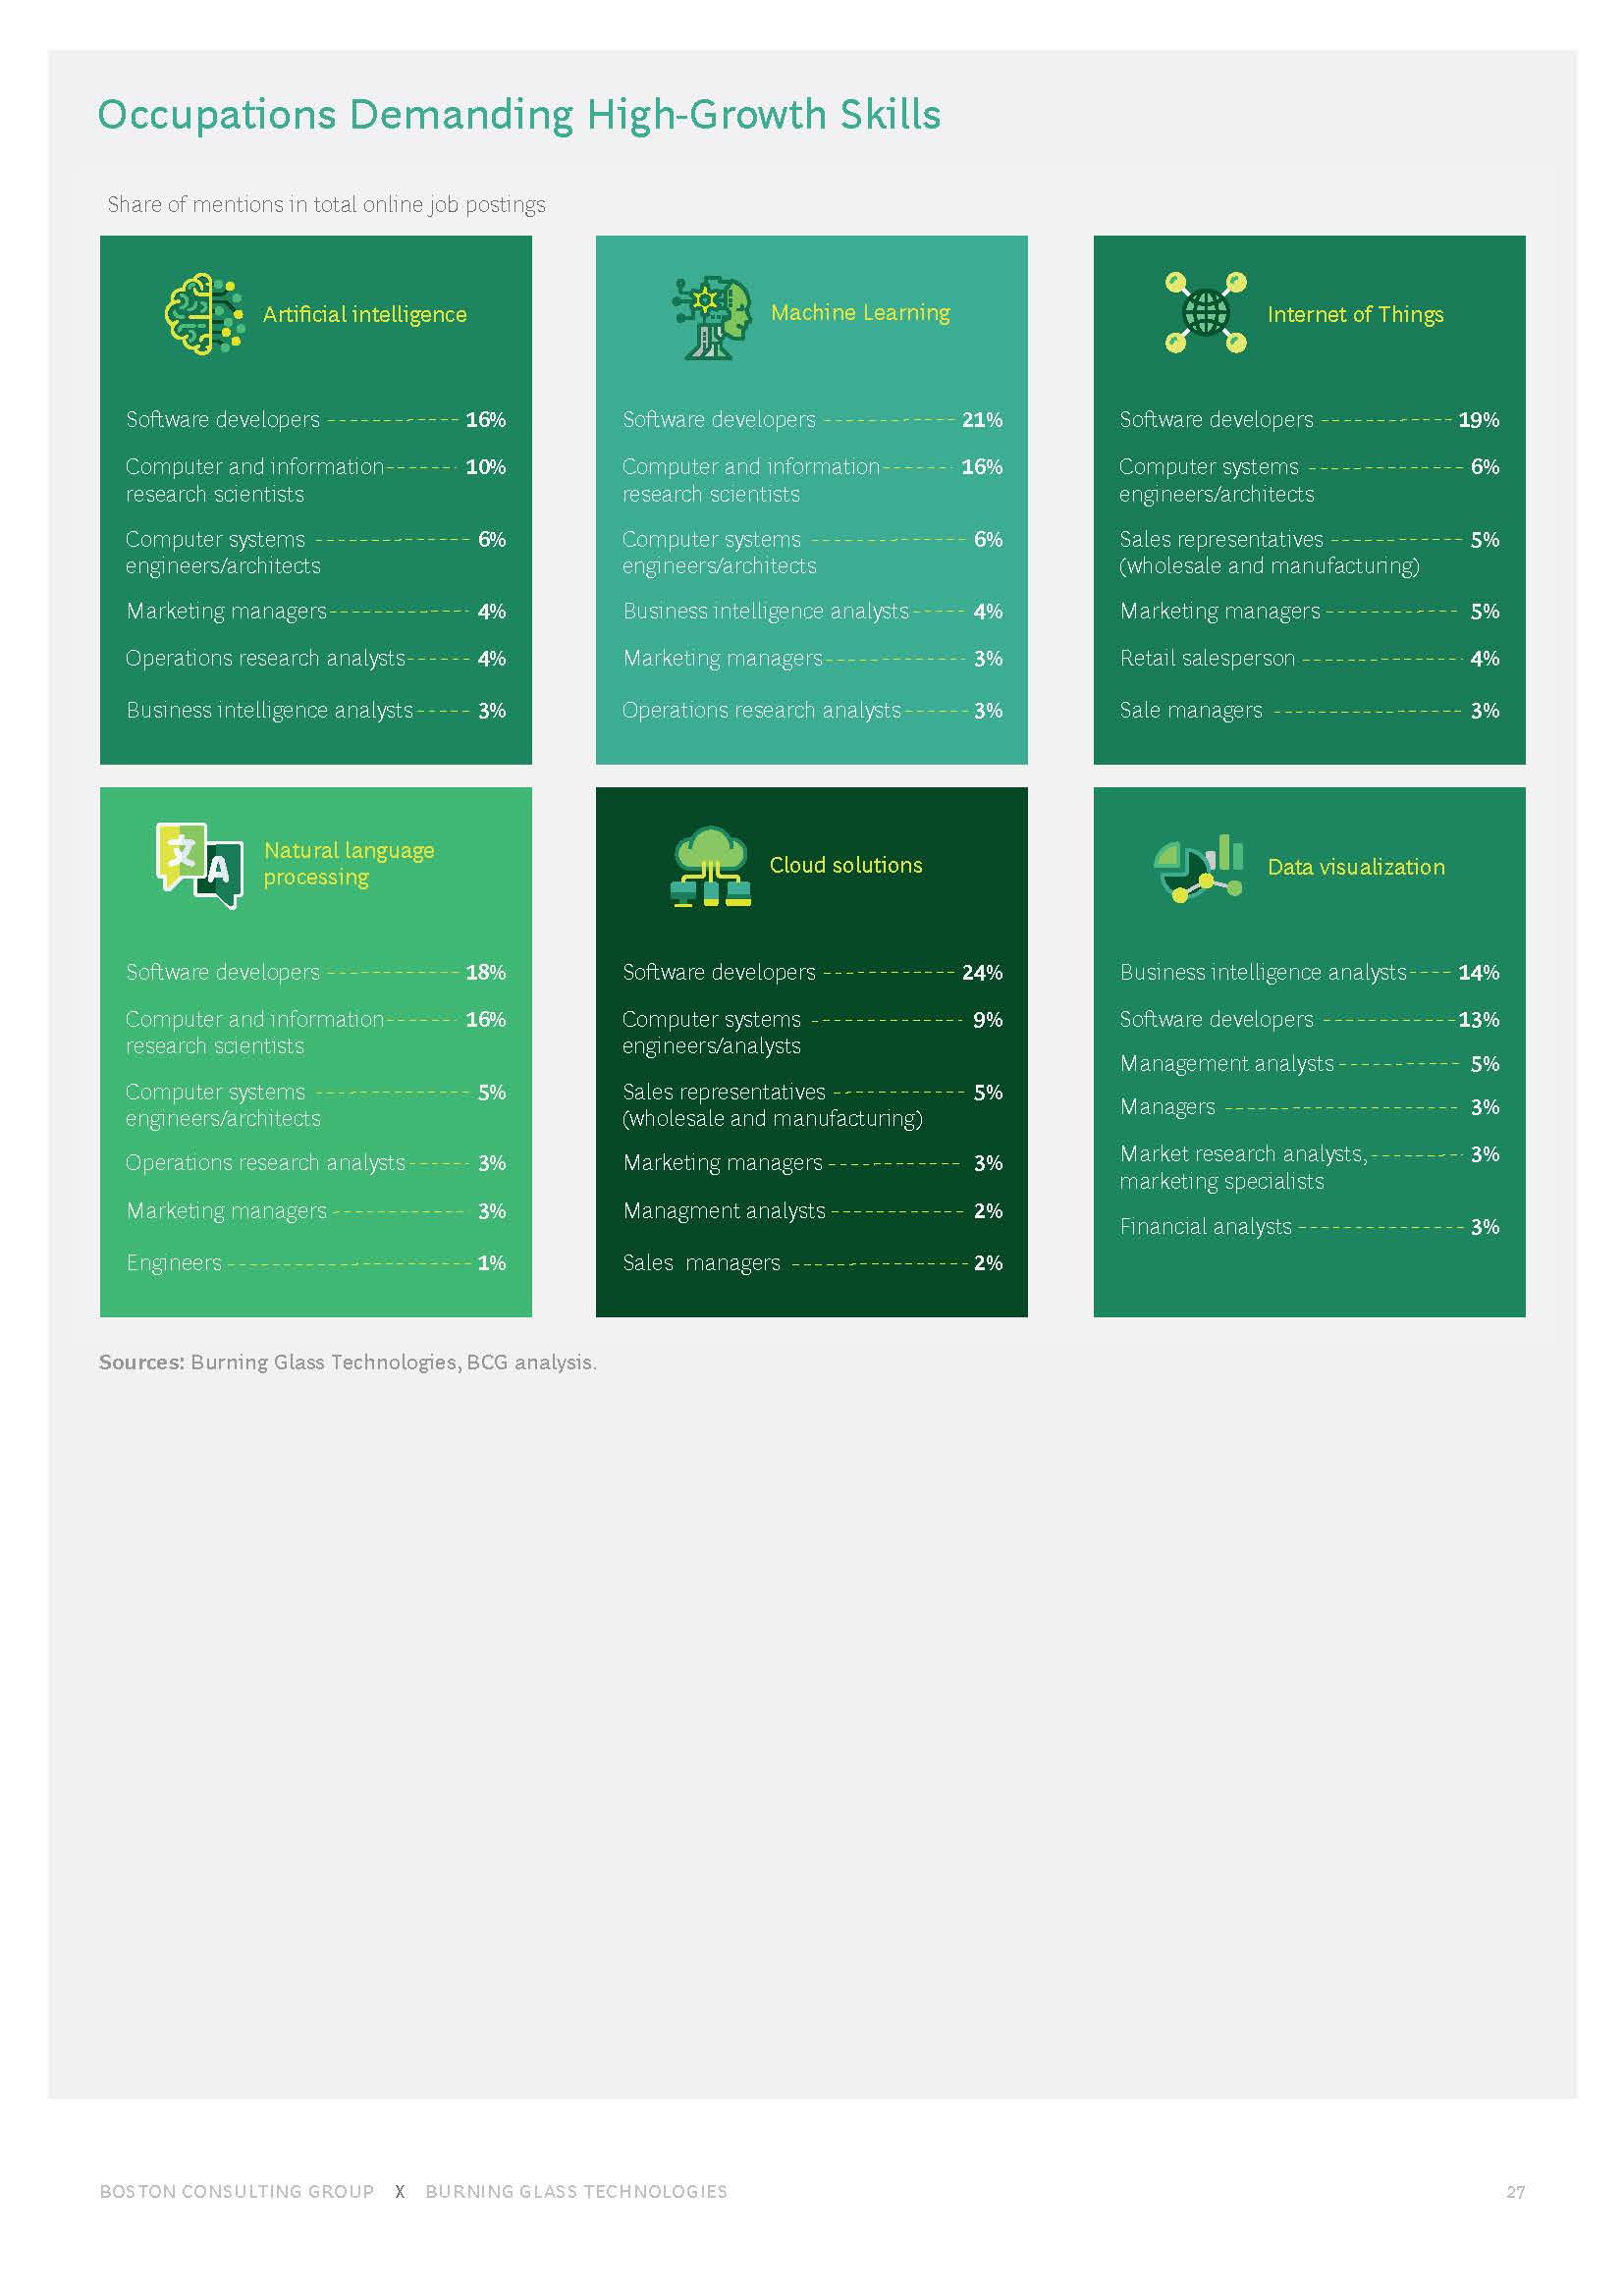 Occupations Demanding High-Growth Skills
Share of mentions in total online job postings
Artificial intelligence
Software developers 16%
Computer and information 10%
research scientists
Computer systems 6%
engineers/architects
Marketing managers 4%
Operations research analysts 4%
Business intelligence analysts 3%
Machine Learning
Software developers 21%
Computer and information 16%
research scientists
Computer systems 6%
engineers/architects
Business intelligence analysts 4%
Marketing managers 3%
Operations research analysts 3%
Internet of Things
Software developers 19%
Computer systems 6%
engineers/architects
Sales representatives 5%
(wholesale and manufacturing)
Marketing managers 5%
Retail salesperson 4%
Sale managers 3%
文
A
Natural language
processing
Software developers 18%
Computer and information 16%
research scientists
Computer systems 5%
engineers/architects
Operations research analysts 3%
Marketing managers 3%
Engineers 1%
Cloud solutions
Software developers 24%
Computer systems 9%
engineers/analysts
Sales representatives 5%
(wholesale and manufacturing)
Marketing managers 3%
Managment analysts 2%
Sales managers 2%
Data visualization
Business intelligence analysts 14%
Software developers 13%
Management analysts 5%
Managers 3%
Market research analysts, 3%
marketing specialists
Financial analysts 3%
Sources: Burning Glass Technologies, BCG analysis.
BOSTON CONSULTING GROUP X BURNING GLASS TECHNOLOGIES 27